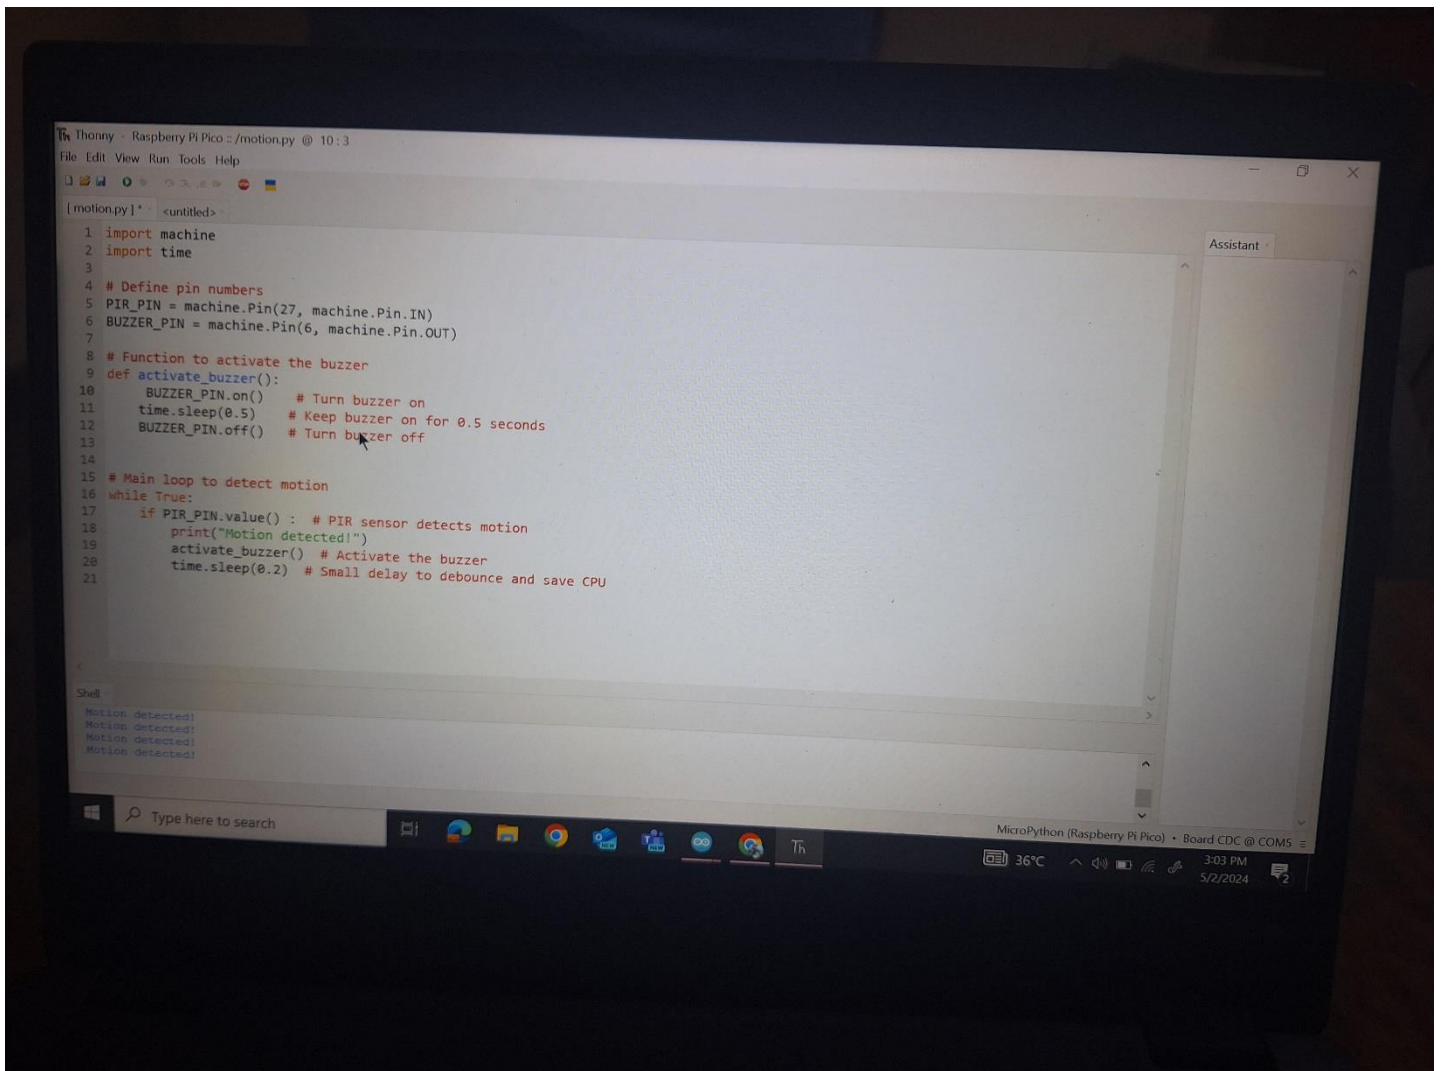 Th Thonny - Raspberry Pi Pico :: /motion.py @ 10 : 3
File Edit View Run Tools Help
[ motion.py ] * <untitled>
Assistant
1 import machine
2 import time
3
4 # Define pin numbers
5 PIR_PIN = machine.Pin(27, machine.Pin.IN)
6 BUZZER_PIN = machine.Pin(6, machine.Pin.OUT)
7
8 # Function to activate the buzzer
9 def activate_buzzer():
10 BUZZER_PIN.on() # Turn buzzer on
11 time.sleep(0.5) # Keep buzzer on for 0.5 seconds
12 BUZZER_PIN.off() # Turn buzzer off
13
14
15 # Main loop to detect motion
16 while True:
17 if PIR_PIN.value() : # PIR sensor detects motion
18 print("Motion detected!")
19 activate_buzzer() # Activate the buzzer
20 time.sleep(0.2) # Small delay to debounce and save CPU
21
Shell
Motion detected!
Motion detected!
Motion detected!
Motion detected!
MicroPython (Raspberry Pi Pico) • Board CDC @ COM5 ≡
Type here to search
NEW
NEW
Th
36°C
3:03 PM
5/2/2024
2